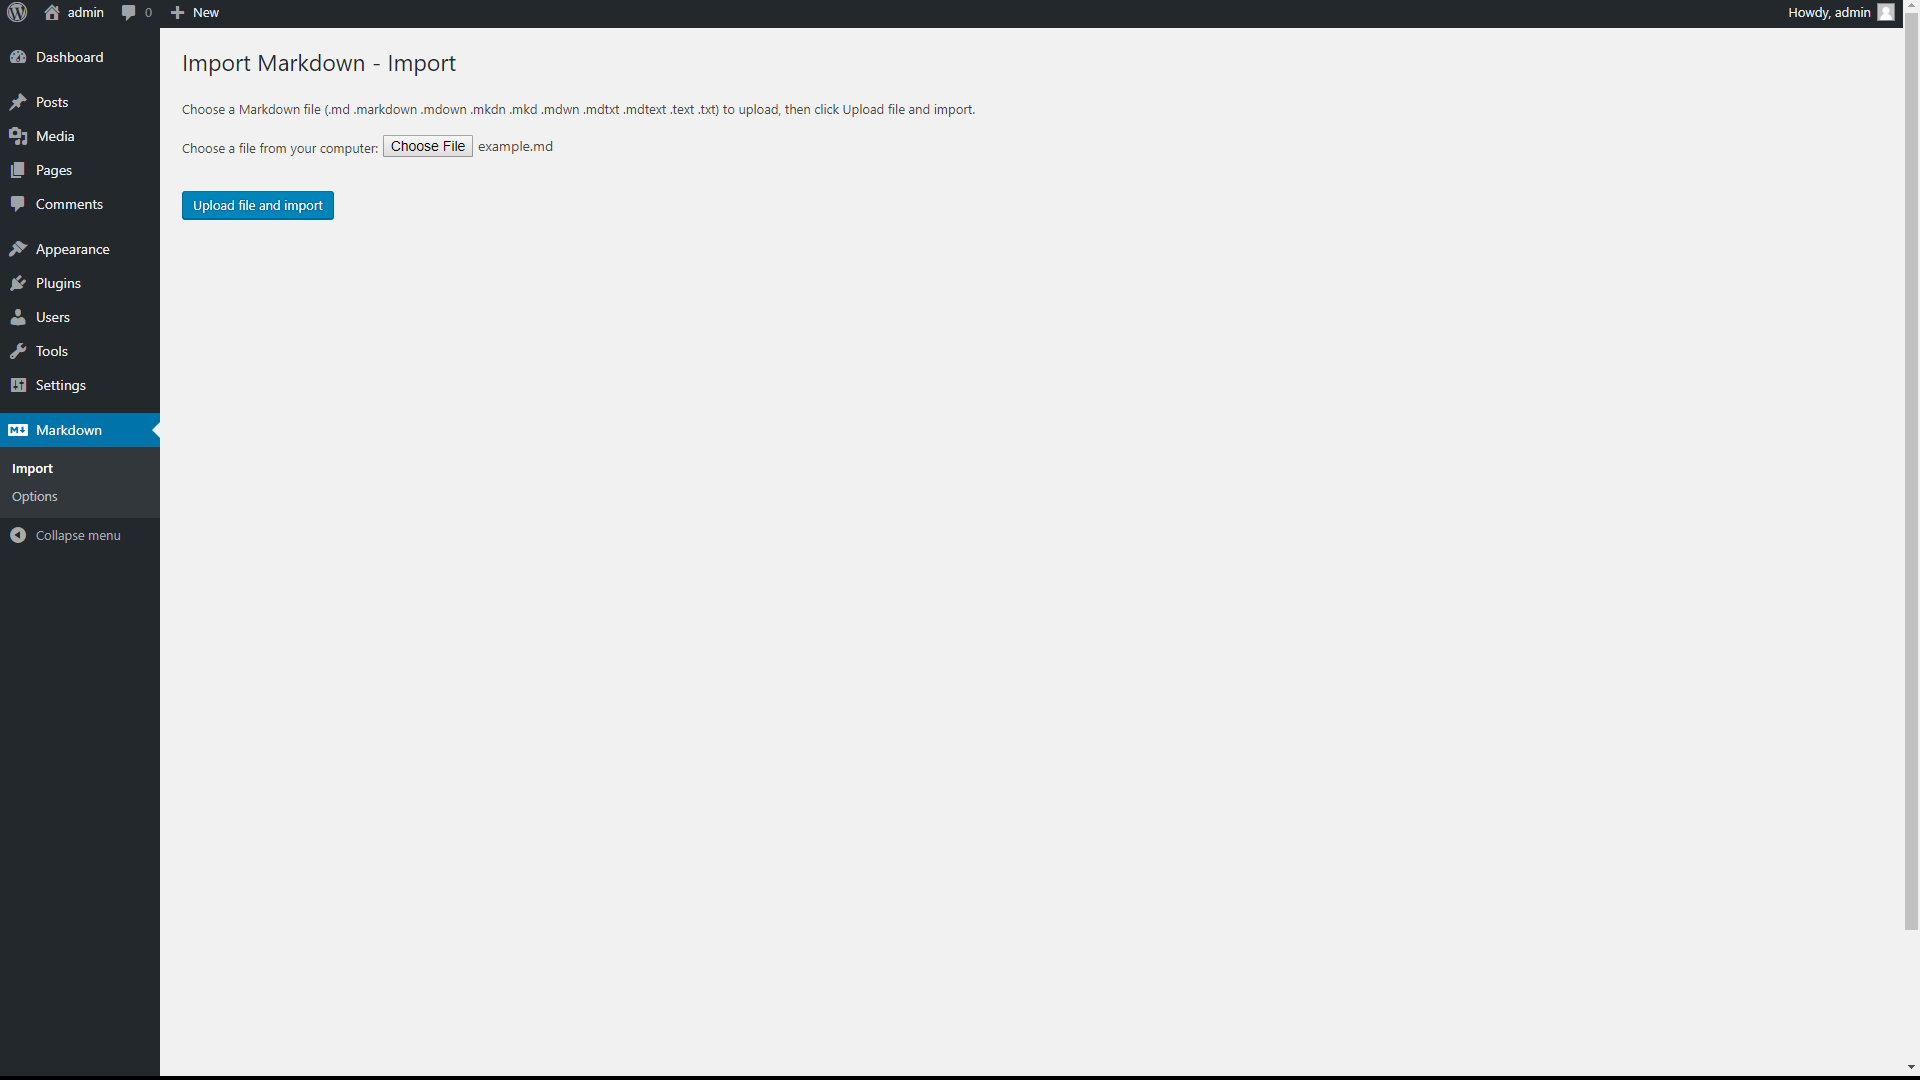 admin 0 New Howdy, admin
Dashboard
Posts
Media
Pages
Comments
Appearance
Plugins
Users
Tools
Settings
Markdown
Import
Options
Collapse menu
Import Markdown - Import
Choose a Markdown file (.md .markdown .mdown .mkdn .mkd .mdwn .mdtxt .mdtext .text .txt) to upload, then click Upload file and import.
Choose a file from your computer: Choose File example.md
Upload file and import